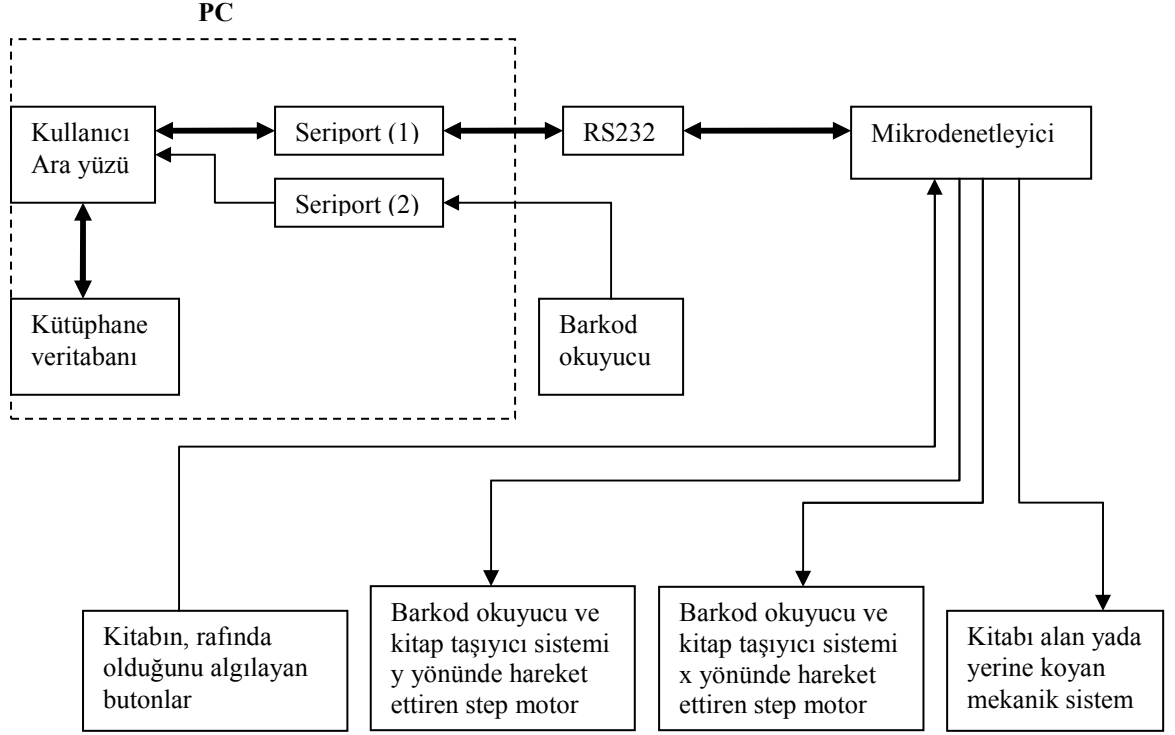 PC
Kullanıcı
Ara yüzü
Seriport (1)
RS232
Mikrodenetleyici
Seriport (2)
Kütüphane
veritabanı
Barkod
okuyucu
Kitabın, rafında
olduğunu algılayan
butonlar
Barkod okuyucu ve
kitap taşıyıcı sistemi
y yönünde hareket
ettiren step motor
Barkod okuyucu ve
kitap taşıyıcı sistemi
x yönünde hareket
ettiren step motor
Kitabı alan yada
yerine koyan
mekanik sistem